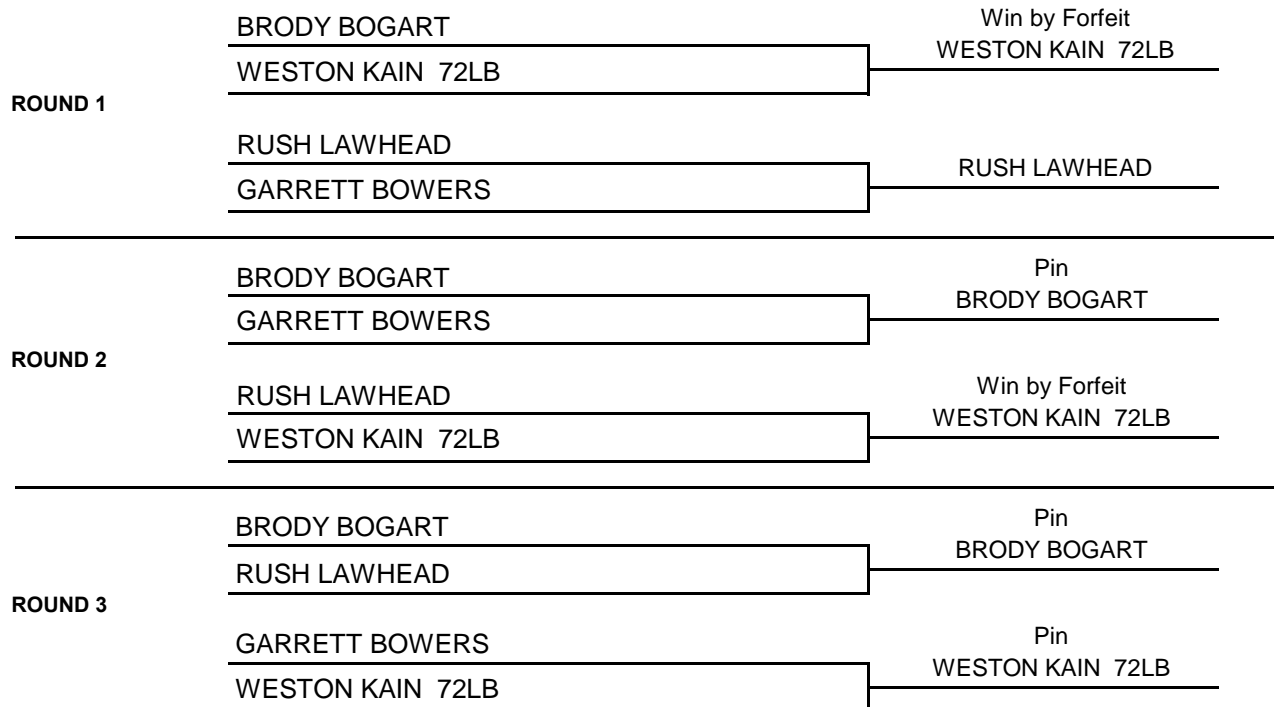 BRODY BOGART
Win by Forfeit
WESTON KAIN 72LB
WESTON KAIN 72LB
ROUND 1
RUSH LAWHEAD
RUSH LAWHEAD
GARRETT BOWERS
BRODY BOGART
Pin
BRODY BOGART
GARRETT BOWERS
ROUND 2
RUSH LAWHEAD
Win by Forfeit
WESTON KAIN 72LB
WESTON KAIN 72LB
BRODY BOGART
Pin
BRODY BOGART
RUSH LAWHEAD
ROUND 3
GARRETT BOWERS
Pin
WESTON KAIN 72LB
WESTON KAIN 72LB